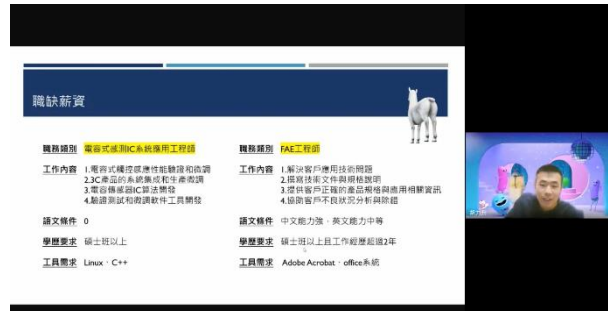 職缺薪資
職務類別 電容式感測IC系統應用工程師
工作內容 1.電容式觸控感應性能驗證和微調
2.3C產品的系統集成和生產微調
3.電容傳感器IC算法開發
4.驗證測試和微調軟件工具開發
語文條件 0
學歷要求 碩士班以上
工具需求 Linux、C++
職務類別 FAE工程師
工作內容 1.解決客戶應用技術問題
2.撰寫技術文件與規格說明
3.提供客戶正確的產品規格與應用相關資訊
4.協助客戶不良狀況分析與除錯
語文條件 中文能力強、英文能力中等
學歷要求 碩士班以上且工作經歷超過2年
工具需求 Adobe Acrobat、office系統